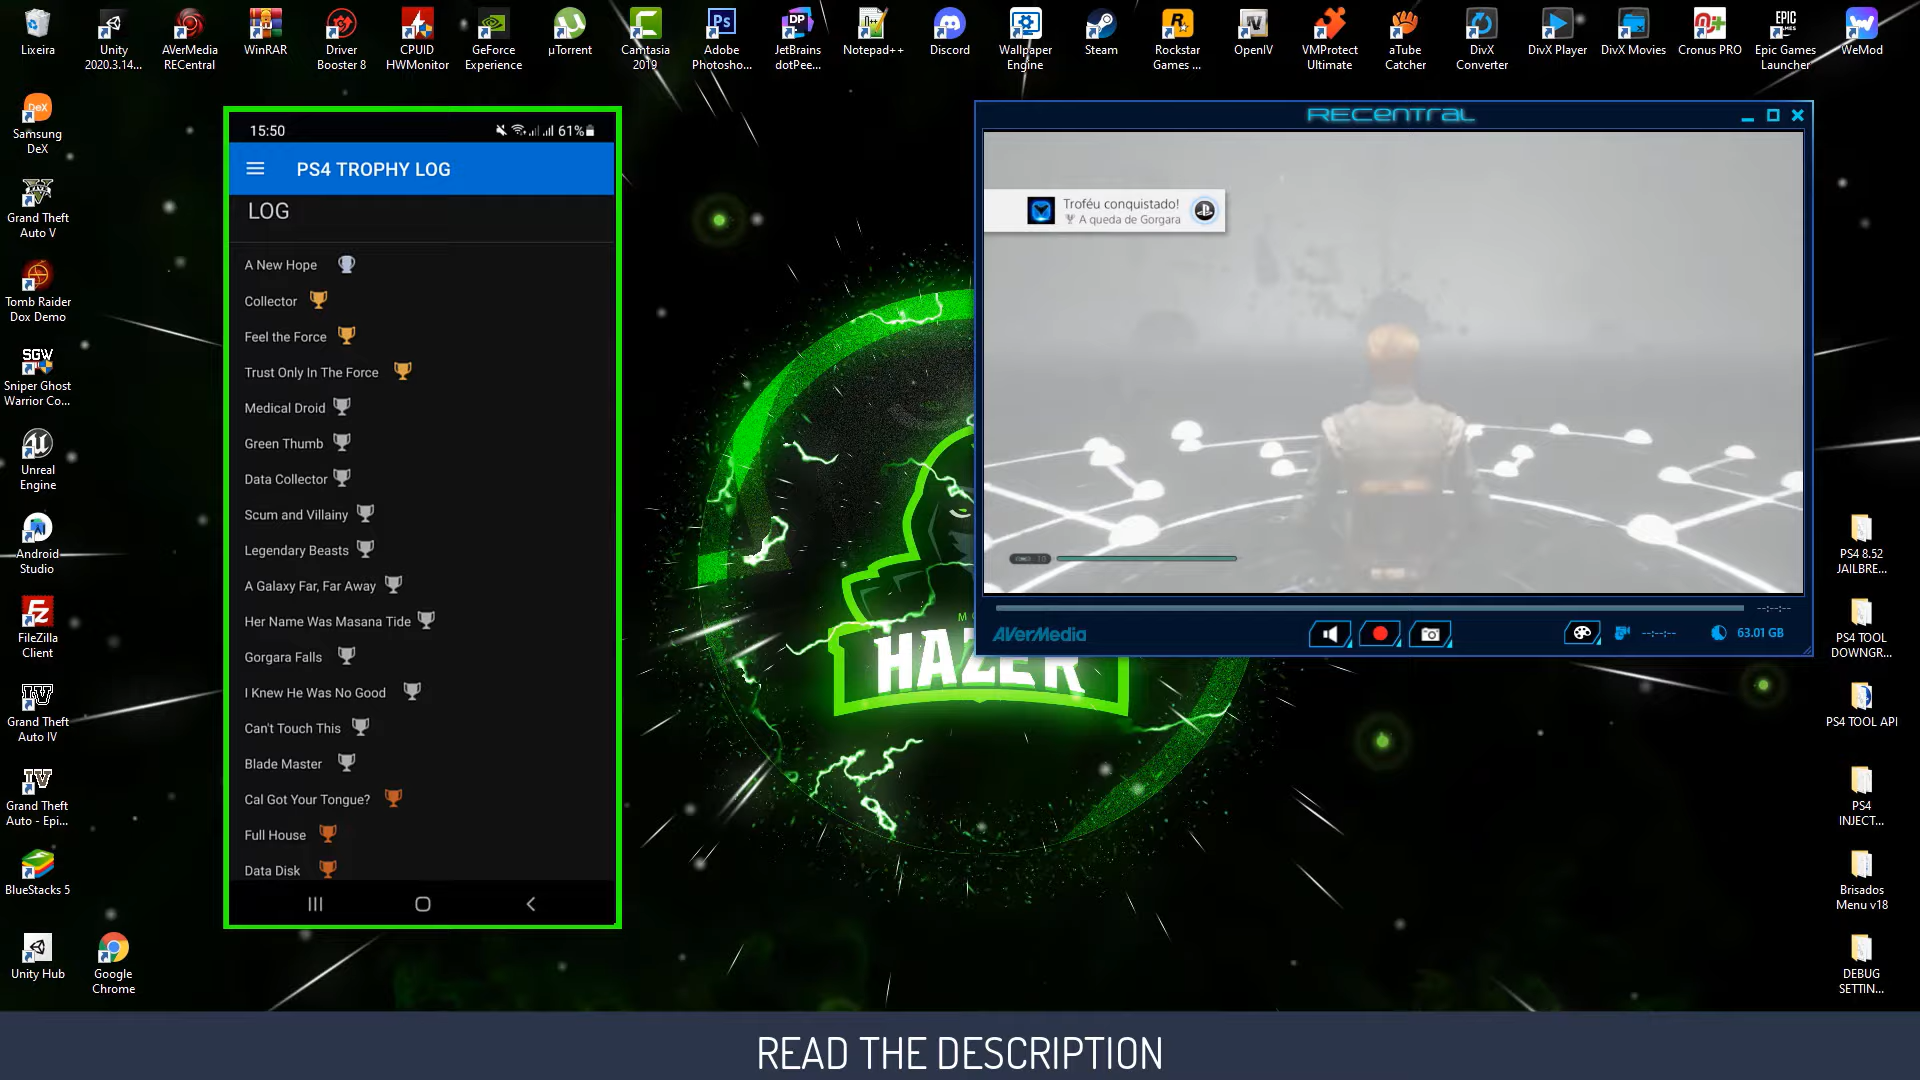 Lixeira
Unity
2020.3.14...
AVerMedia
RECentral
WinRAR
Driver
Booster 8
CPUID
HWMonitor
GeForce
Experience
µTorrent
Camtasia
2019
Adobe
Photosho...
JetBrains
dotPee...
Notepad++
Discord
Wallpaper
Engine
Steam
Rockstar
Games ...
OpenIV
VMProtect
Ultimate
aTube
Catcher
DivX
Converter
DivX Player
DivX Movies
Cronus PRO
Epic Games
Launcher
WeMod
Samsung
DeX
Grand Theft
Auto V
Tomb Raider
Dox Demo
Sniper Ghost
Warrior Co...
Unreal
Engine
Android
Studio
FileZilla
Client
Grand Theft
Auto IV
Grand Theft
Auto - Epi...
BlueStacks 5
Unity Hub
Google
Chrome
15:50
61%
PS4 TROPHY LOG
LOG
A New Hope
Collector
Feel the Force
Trust Only In The Force
Medical Droid
Green Thumb
Data Collector
Scum and Villainy
Legendary Beasts
A Galaxy Far, Far Away
Her Name Was Masana Tide
Gorgara Falls
I Knew He Was No Good
Can't Touch This
Blade Master
Cal Got Your Tongue?
Full House
Data Disk
HAZER
RECENTRAL
Troféu conquistado!
A queda de Gorgara
--:--:--
AVerMedia
--:--:--
63.01 GB
PS4 8.52
JAILBRE...
PS4 TOOL
DOWNGR...
PS4 TOOL API
PS4
INJECT...
Brisados
Menu v18
DEBUG
SETTIN...
READ THE DESCRIPTION